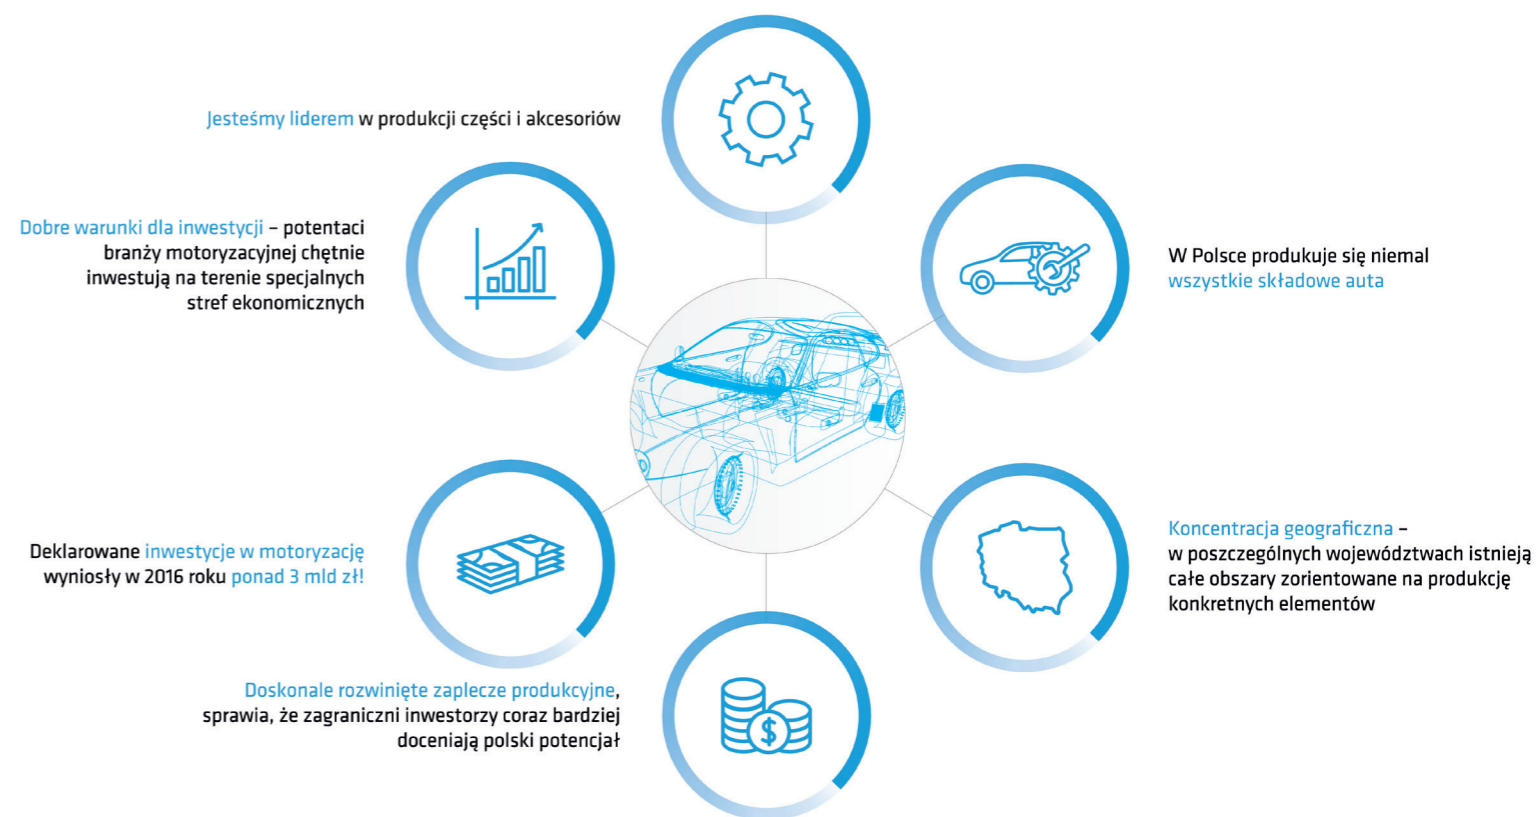 Jesteśmy liderem w produkcji części i akcesoriów
Dobre warunki dla inwestycji – potentaci
branży motoryzacyjnej chętnie
inwestują na terenie specjalnych
stref ekonomicznych
W Polsce produkuje się niemal
wszystkie składowe auta
Deklarowane inwestycje w motoryzację
wyniosły w 2016 roku ponad 3 mld zł!
Koncentracja geograficzna –
w poszczególnych województwach istnieją
całe obszary zorientowane na produkcję
konkretnych elementów
Doskonale rozwinięte zaplecze produkcyjne,
sprawia, że zagraniczni inwestorzy coraz bardziej
doceniają polski potencjał
$